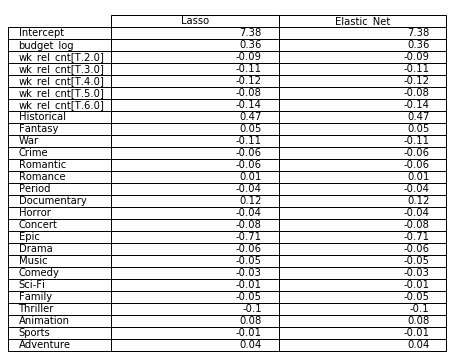 Lasso Elastic Net
Intercept 7.38 7.38
budget_log 0.36 0.36
wk_rel_cnt[T.2.0] -0.09 -0.09
wk_rel_cnt[T.3.0] -0.11 -0.11
wk_rel_cnt[T.4.0] -0.12 -0.12
wk_rel_cnt[T.5.0] -0.08 -0.08
wk_rel_cnt[T.6.0] -0.14 -0.14
Historical 0.47 0.47
Fantasy 0.05 0.05
War -0.11 -0.11
Crime -0.06 -0.06
Romantic -0.06 -0.06
Romance 0.01 0.01
Period -0.04 -0.04
Documentary 0.12 0.12
Horror -0.04 -0.04
Concert -0.08 -0.08
Epic -0.71 -0.71
Drama -0.06 -0.06
Music -0.05 -0.05
Comedy -0.03 -0.03
Sci-Fi -0.01 -0.01
Family -0.05 -0.05
Thriller -0.1 -0.1
Animation 0.08 0.08
Sports -0.01 -0.01
Adventure 0.04 0.04